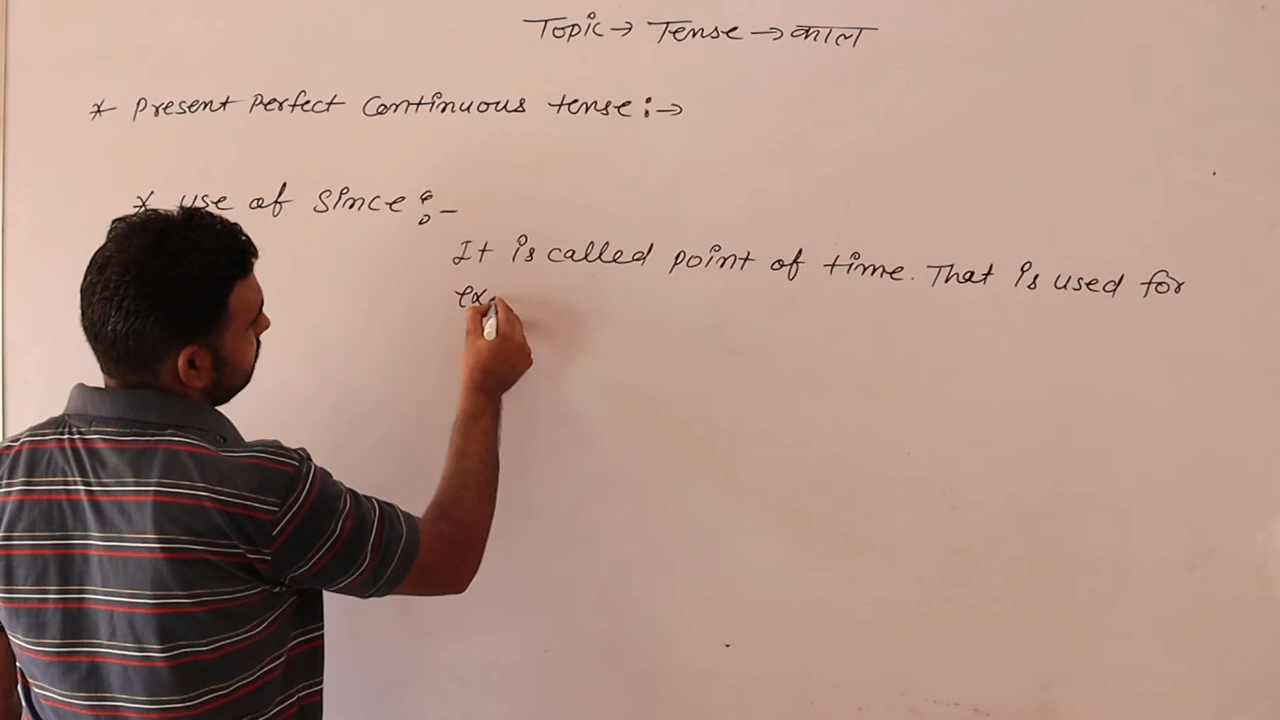 Topic → Tense → काल
* Present Perfect Continuous tense :→
* use of since :-
It is called point of time. That is used for
ex